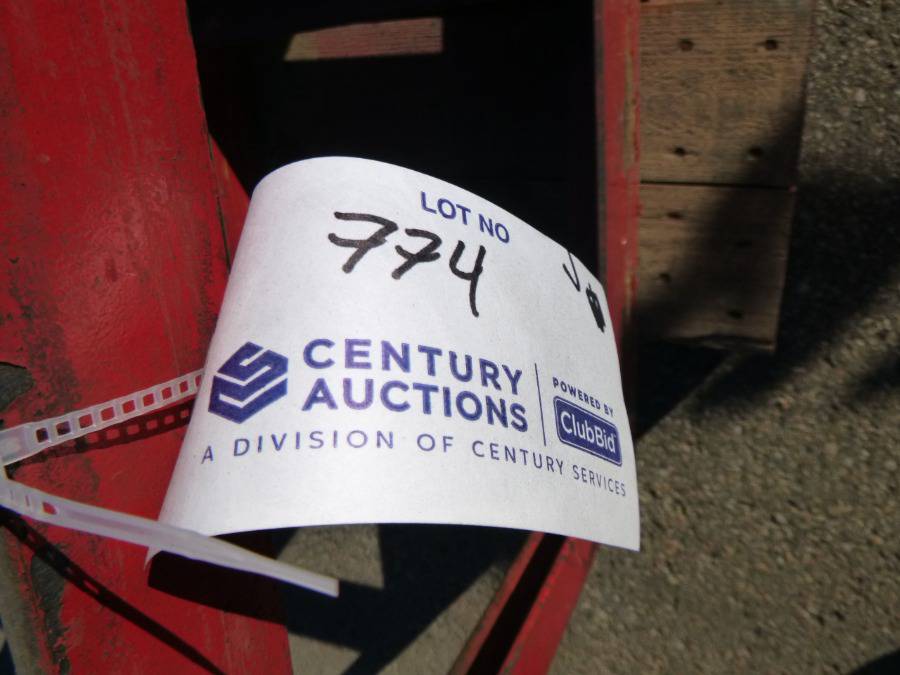 LOT NO
774
CENTURY
AUCTIONS
A DIVISION OF CENTURY SERVICES
POWERED BY
ClubBid